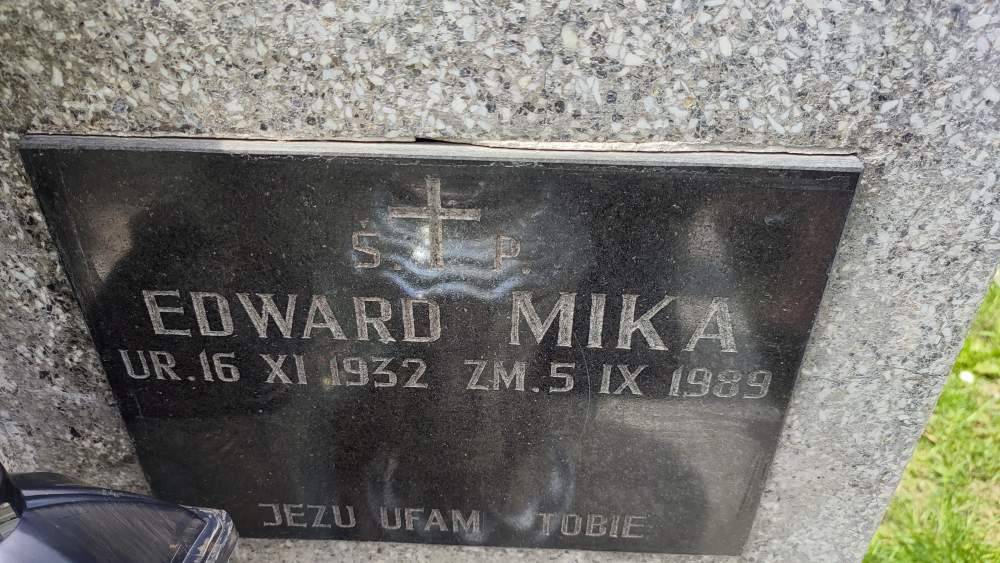 S. P.
EDWARD MIKA
UR. 16 XI 1932 ZM. 5 IX 1989
JEZU UFAM TOBIE